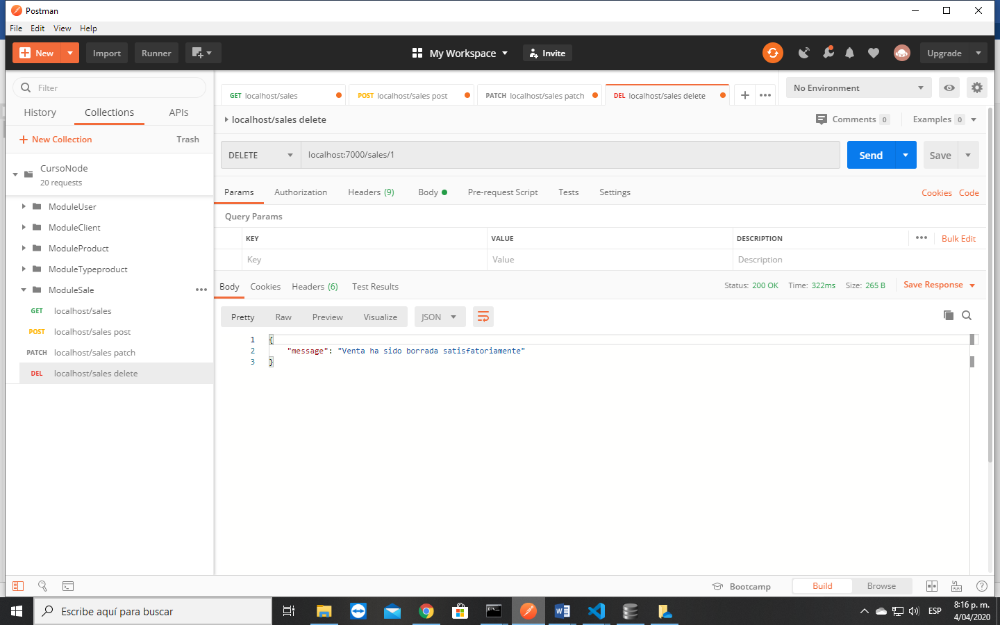 Postman
File Edit View Help
New Import Runner My Workspace Invite Upgrade
Filter
History Collections APIs
New Collection Trash
CursoNode
20 requests
ModuleUser
ModuleClient
ModuleProduct
ModuleTypeproduct
ModuleSale
GET localhost/sales
POST localhost/sales post
PATCH localhost/sales patch
DEL localhost/sales delete
GET localhost/sales POST localhost/sales post PATCH localhost/sales patch DEL localhost/sales delete No Environment
localhost/sales delete Comments 0 Examples 0
DELETE localhost:7000/sales/1 Send Save
Params Authorization Headers (9) Body Pre-request Script Tests Settings Cookies Code
Query Params
KEY VALUE DESCRIPTION Bulk Edit
Key Value Description
Body Cookies Headers (6) Test Results Status: 200 OK Time: 322ms Size: 265 B Save Response
Pretty Raw Preview Visualize JSON
1 {
2 "message": "Venta ha sido borrada satisfatoriamente"
3 }
Bootcamp Build Browse
Escribe aquí para buscar ESP 8:16 p. m.
4/04/2020